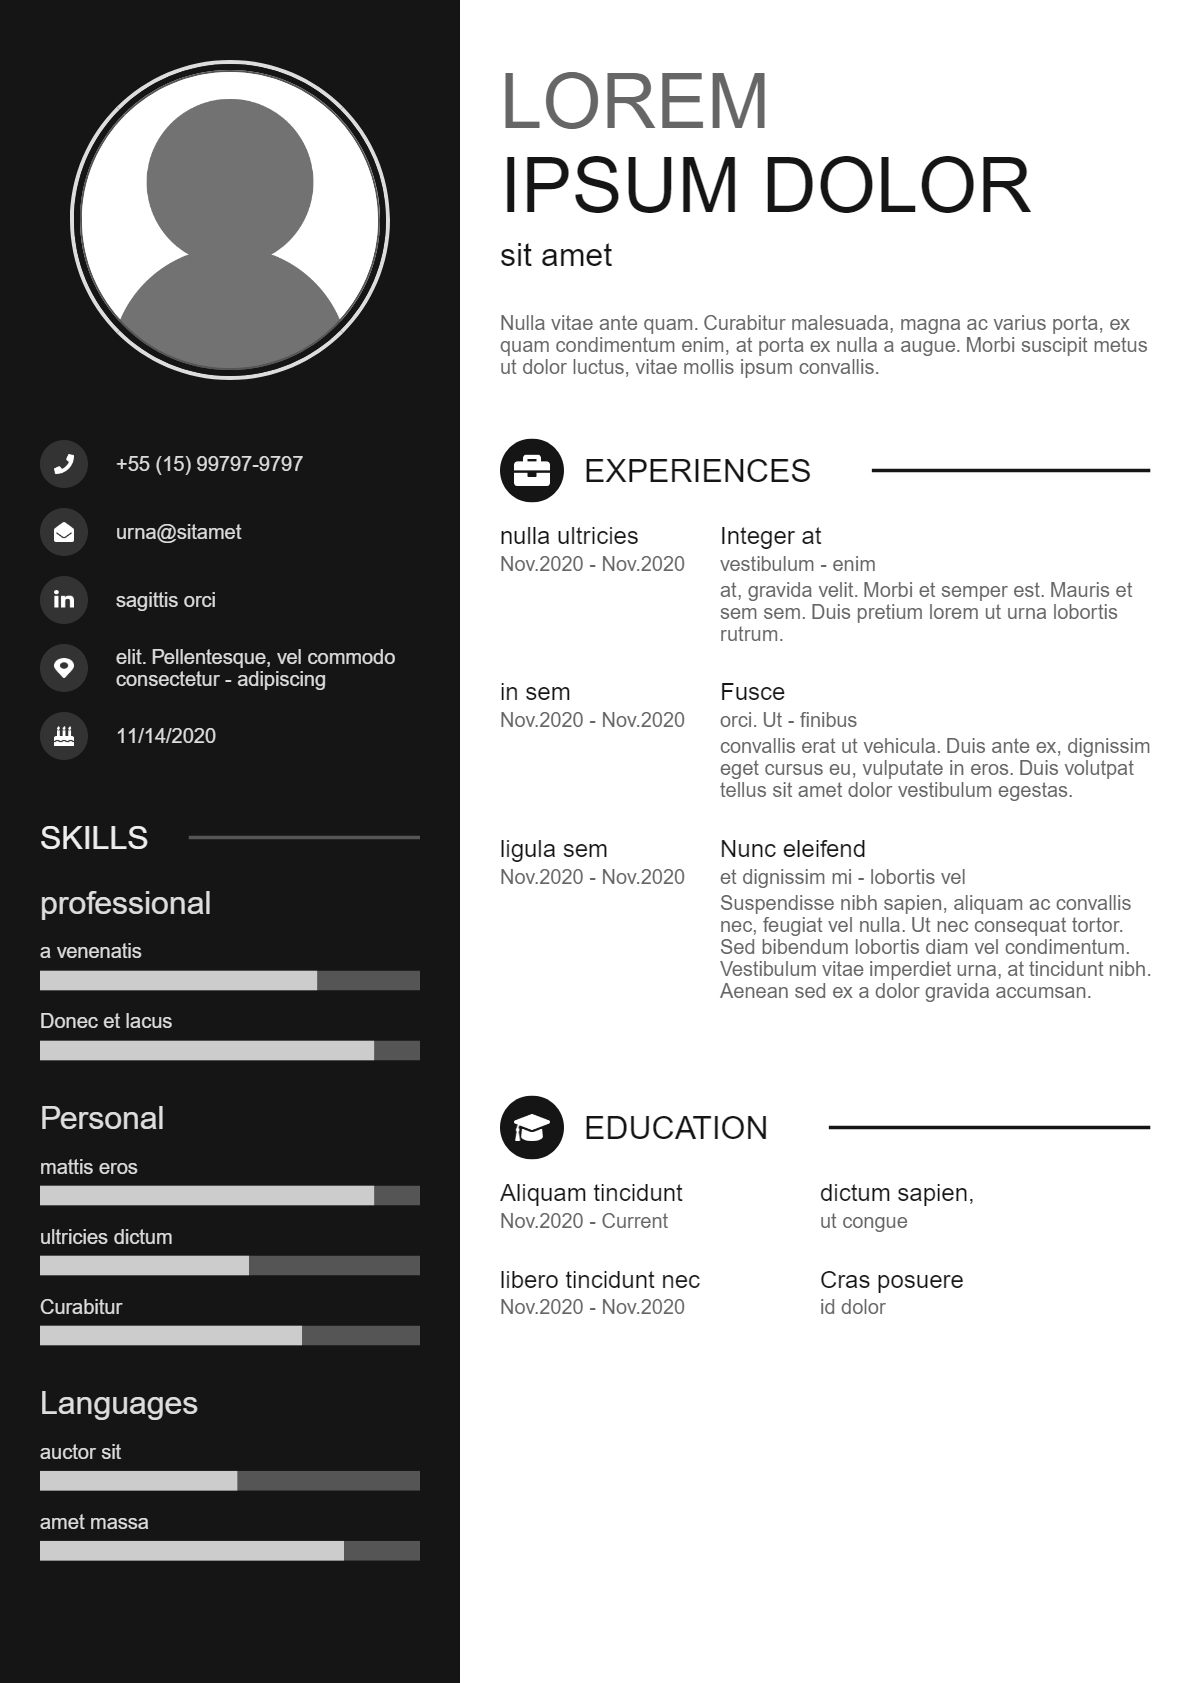 +55 (15) 99797-9797
urna@sitamet
sagittis orci
elit. Pellentesque, vel commodo
consectetur - adipiscing
11/14/2020
SKILLS
professional
a venenatis
Donec et lacus
Personal
mattis eros
ultricies dictum
Curabitur
Languages
auctor sit
amet massa
LOREM
IPSUM DOLOR
sit amet
Nulla vitae ante quam. Curabitur malesuada, magna ac varius porta, ex
quam condimentum enim, at porta ex nulla a augue. Morbi suscipit metus
ut dolor luctus, vitae mollis ipsum convallis.
EXPERIENCES
nulla ultricies
Nov.2020 - Nov.2020
Integer at
vestibulum - enim
at, gravida velit. Morbi et semper est. Mauris et
sem sem. Duis pretium lorem ut urna lobortis
rutrum.
in sem
Nov.2020 - Nov.2020
Fusce
orci. Ut - finibus
convallis erat ut vehicula. Duis ante ex, dignissim
eget cursus eu, vulputate in eros. Duis volutpat
tellus sit amet dolor vestibulum egestas.
ligula sem
Nov.2020 - Nov.2020
Nunc eleifend
et dignissim mi - lobortis vel
Suspendisse nibh sapien, aliquam ac convallis
nec, feugiat vel nulla. Ut nec consequat tortor.
Sed bibendum lobortis diam vel condimentum.
Vestibulum vitae imperdiet urna, at tincidunt nibh.
Aenean sed ex a dolor gravida accumsan.
EDUCATION
Aliquam tincidunt
Nov.2020 - Current
dictum sapien,
ut congue
libero tincidunt nec
Nov.2020 - Nov.2020
Cras posuere
id dolor